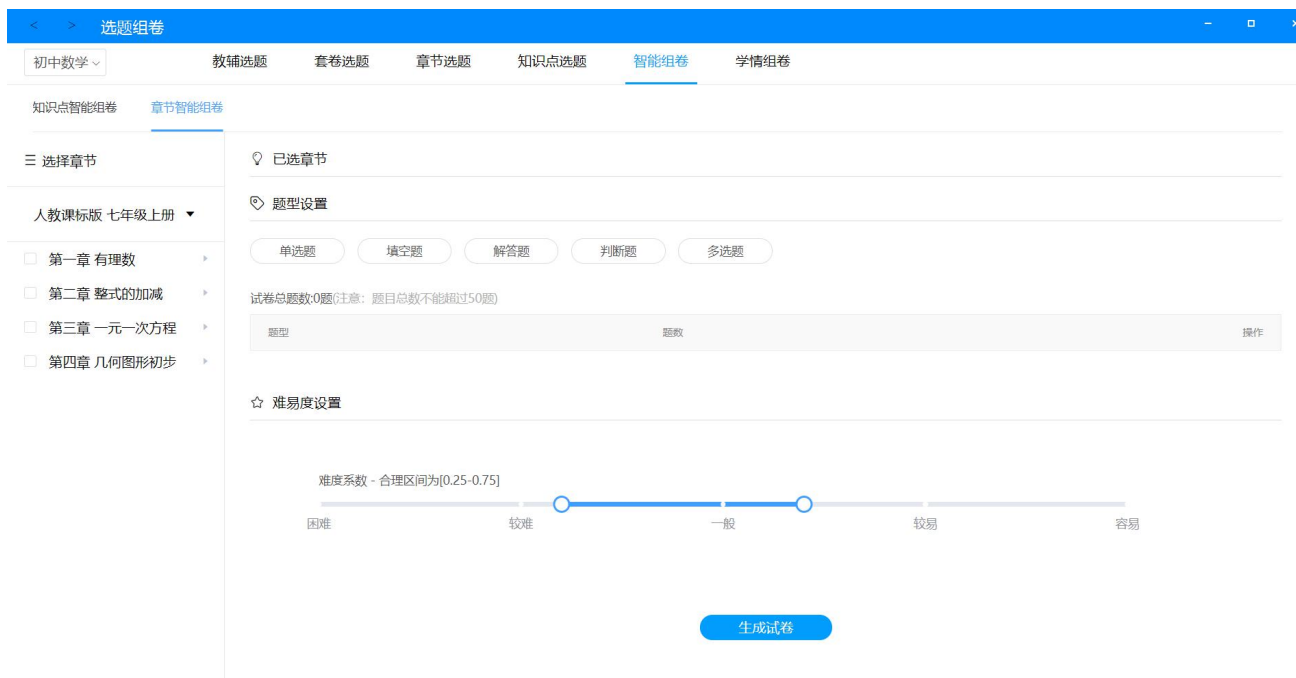 选题组卷
初中数学
教辅选题 套卷选题 章节选题 知识点选题 智能组卷 学情组卷
知识点智能组卷 章节智能组卷
选择章节
人教课标版 七年级上册
第一章 有理数
第二章 整式的加减
第三章 一元一次方程
第四章 几何图形初步
已选章节
题型设置
单选题 填空题 解答题 判断题 多选题
试卷总题数:0题(注意：题目总数不能超过50题)
题型 题数 操作
难易度设置
难度系数 - 合理区间为[0.25-0.75]
困难 较难 一般 较易 容易
生成试卷